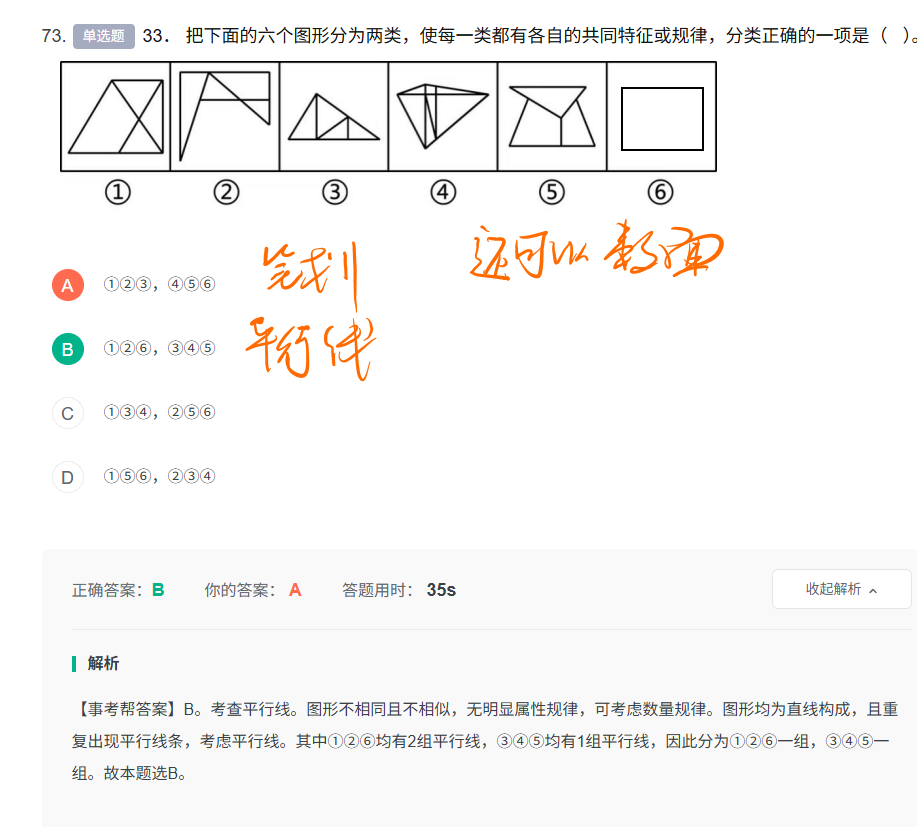 73. 单选题 33． 把下面的六个图形分为两类，使每一类都有各自的共同特征或规律，分类正确的一项是（ ）。
① ② ③ ④ ⑤ ⑥
还可以数面
笔划
A ①②③，④⑤⑥
平行线
B ①②⑥，③④⑤
C ①③④，②⑤⑥
D ①⑤⑥，②③④
正确答案：B 你的答案：A 答题用时：35s 收起解析
解析
【事考帮答案】B。考查平行线。图形不相同且不相似，无明显属性规律，可考虑数量规律。图形均为直线构成，且重
复出现平行线条，考虑平行线。其中①②⑥均有2组平行线，③④⑤均有1组平行线，因此分为①②⑥一组，③④⑤一
组。故本题选B。